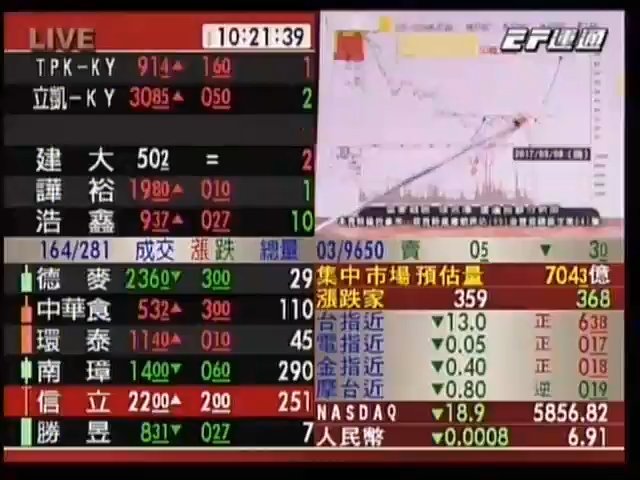 LIVE 10:21:39
TPK-KY 914▲ 160 1
立凱-KY 3085▲ 050 2
建大 502 = 2
譁裕 1980▲ 010 1
浩鑫 937▲ 027 10
EF連通
2017/03/09
164/281 成交 漲跌 總量
德麥 2360▼ 300 29
中華食 532▲ 300 110
環泰 1140▲ 010 45
南璋 1400▼ 060 290
信立 2200▲ 200 251
勝昱 831▼ 027 7
03/9650 賣 05 ▼ 30
集中市場預估量 7043億
漲跌家 359 368
台指近 ▼13.0 正 638
電指近 ▼0.05 正 017
金指近 ▼0.40 正 018
摩台近 ▼0.80 逆 019
NASDAQ ▼18.9 5856.82
人民幣 ▼0.0008 6.91